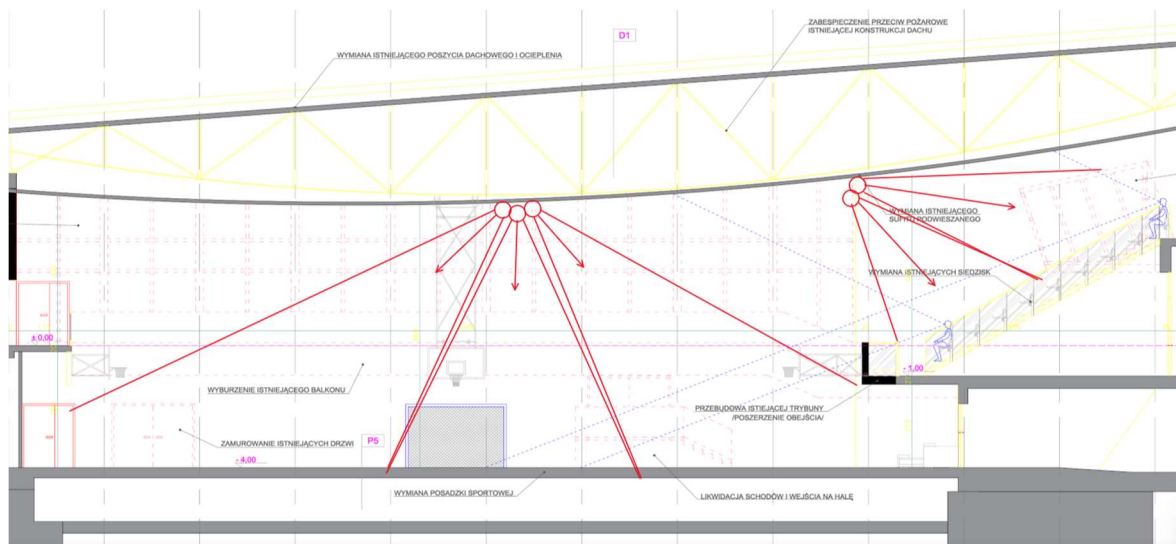 ZABESPIECZENIE PRZECIW POŻAROWE
ISTNIEJĄCEJ KONSTRUKCJI DACHU
D1
WYMIANA ISTNIEJĄCEGO POSZYCIA DACHOWEGO I OCIEPLENIA
WYMIANA ISTNIEJĄCEGO
SUFITU PODWIESZANEGO
WYMIANA ISTNIEJĄCYCH SIEDZISK
± 0,00
- 1,00
WYBURZENIE ISTNIEJĄCEGO BALKONU
PRZEBUDOWA ISTIEJĄCEJ TRYBUNY
/POSZERZENIE OBEJŚCIA/
ZAMUROWANIE ISTNIEJĄCYCH DRZWI
P5
- 4,00
WYMIANA POSADZKI SPORTOWEJ
LIKWIDACJA SCHODÓW I WEJŚCIA NA HALĘ